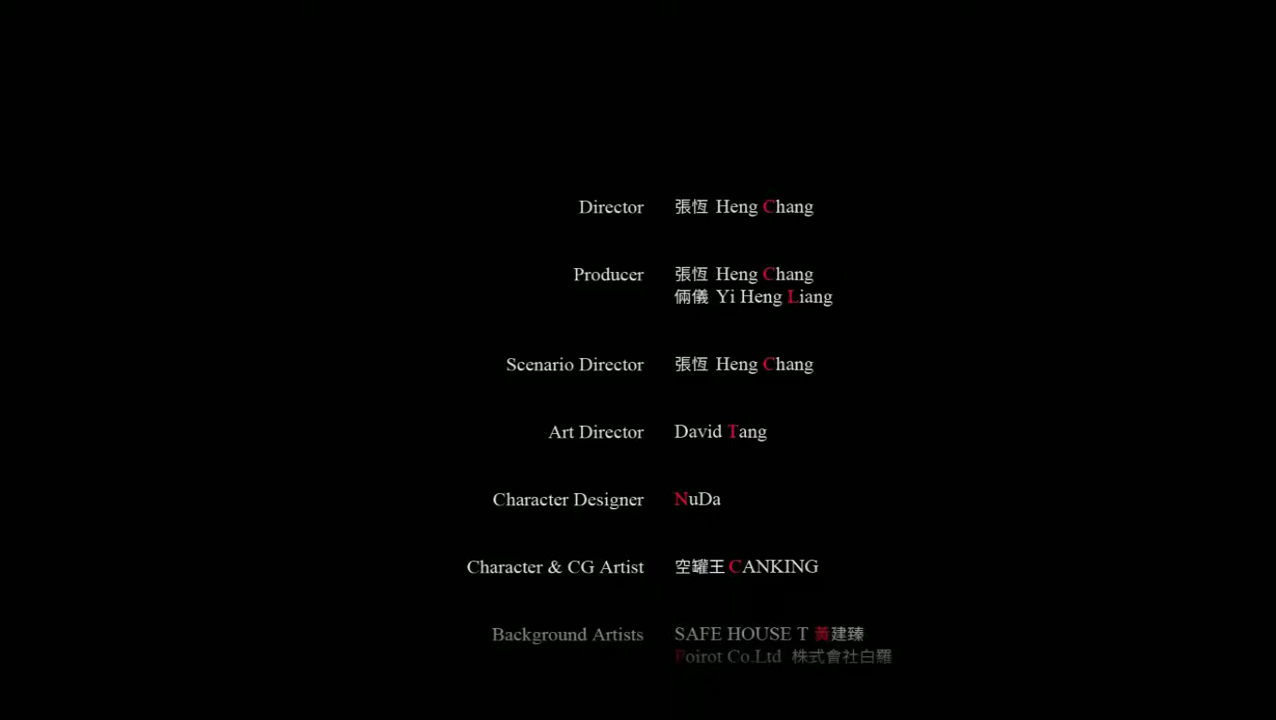 Director 張恆 Heng Chang
Producer 張恆 Heng Chang
倆儀 Yi Heng Liang
Scenario Director 張恆 Heng Chang
Art Director David Tang
Character Designer NuDa
Character & CG Artist 空罐王 CANKING
Background Artists SAFE HOUSE T 黃建臻
Poirot Co.Ltd 株式會社白羅